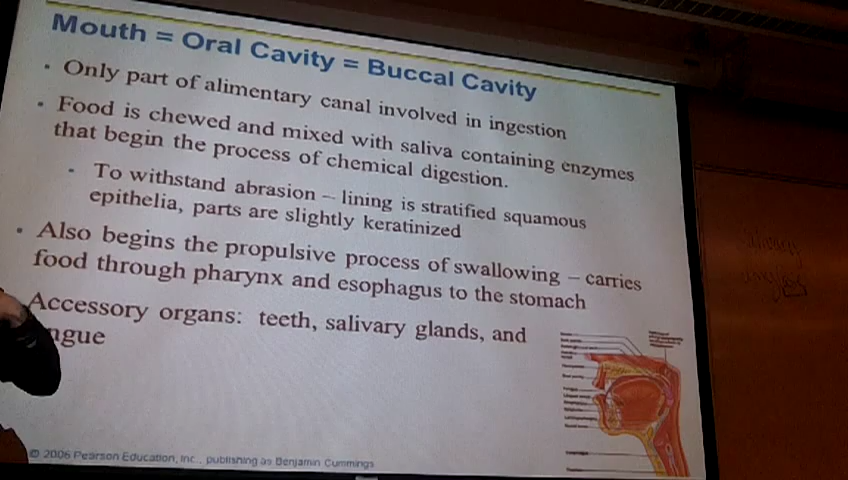 Mouth = Oral Cavity = Buccal Cavity
• Only part of alimentary canal involved in ingestion
• Food is chewed and mixed with saliva containing enzymes
that begin the process of chemical digestion.
• To withstand abrasion – lining is stratified squamous
epithelia, parts are slightly keratinized
• Also begins the propulsive process of swallowing – carries
food through pharynx and esophagus to the stomach
Accessory organs: teeth, salivary glands, and
ngue
© 2006 Pearson Education, Inc., publishing as Benjamin Cummings